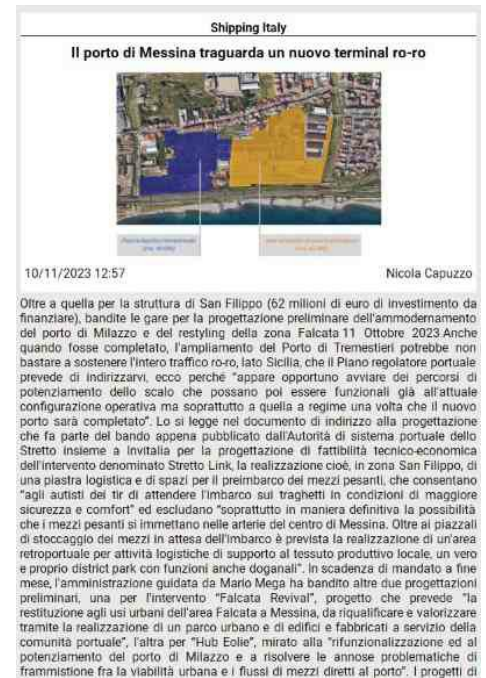 Shipping Italy
Il porto di Messina traguarda un nuovo terminal ro-ro
10/11/2023 12:57
Nicola Capuzzo
Oltre a quella per la struttura di San Filippo (62 milioni di euro di investimento da
finanziare), bandite le gare per la progettazione preliminare dell'ammodernamento
del porto di Milazzo e del restyling della zona Falcata 11 Ottobre 2023 Anche
quando fosse completato, l'ampliamento del Porto di Tremestieri potrebbe non
bastare a sostenere l'intero traffico ro-ro, lato Sicilia, che il Piano regolatore portuale
prevede di indirizzarvi, ecco perché "appare opportuno avviare dei percorsi di
potenziamento dello scalo che possano poi essere funzionali già all'attuale
configurazione operativa ma soprattutto a quella a regime una volta che il nuovo
porto sarà completato". Lo si legge nel documento di indirizzo alla progettazione
che fa parte del bando appena pubblicato dall'Autorità di sistema portuale dello
Stretto insieme a Invitalia per la progettazione di fattibilità tecnico-economica
dell'intervento denominato Stretto Link, la realizzazione cioè, in zona San Filippo, di
una piastra logistica e di spazi per il preimbarco dei mezzi pesanti, che consentano
"agli autisti dei tir di attendere l'imbarco sui traghetti in condizioni di maggiore
sicurezza e comfort" ed escludano "soprattutto in maniera definitiva la possibilità
che i mezzi pesanti si immettano nelle arterie del centro di Messina. Oltre ai piazzali
di stoccaggio dei mezzi in attesa dell'imbarco è prevista la realizzazione di un'area
retroportuale per attività logistiche di supporto al tessuto produttivo locale, un vero
e proprio district park con funzioni anche doganali". In scadenza di mandato a fine
mese, l'amministrazione guidata da Mario Mega ha bandito altre due progettazioni
preliminari, una per l'intervento "Falcata Revival", progetto che prevede "la
restituzione agli usi urbani dell'area Falcata a Messina, da riqualificare e valorizzare
tramite la realizzazione di un parco urbano e di edifici e fabbricati a servizio della
comunità portuale", l'altra per "Hub Eolie", mirato alla "rifunzionalizzazione ed al
potenziamento del porto di Milazzo e a risolvere le annose problematiche di
frammistione fra la viabilità urbana e i flussi di mezzi diretti al porto". I progetti di